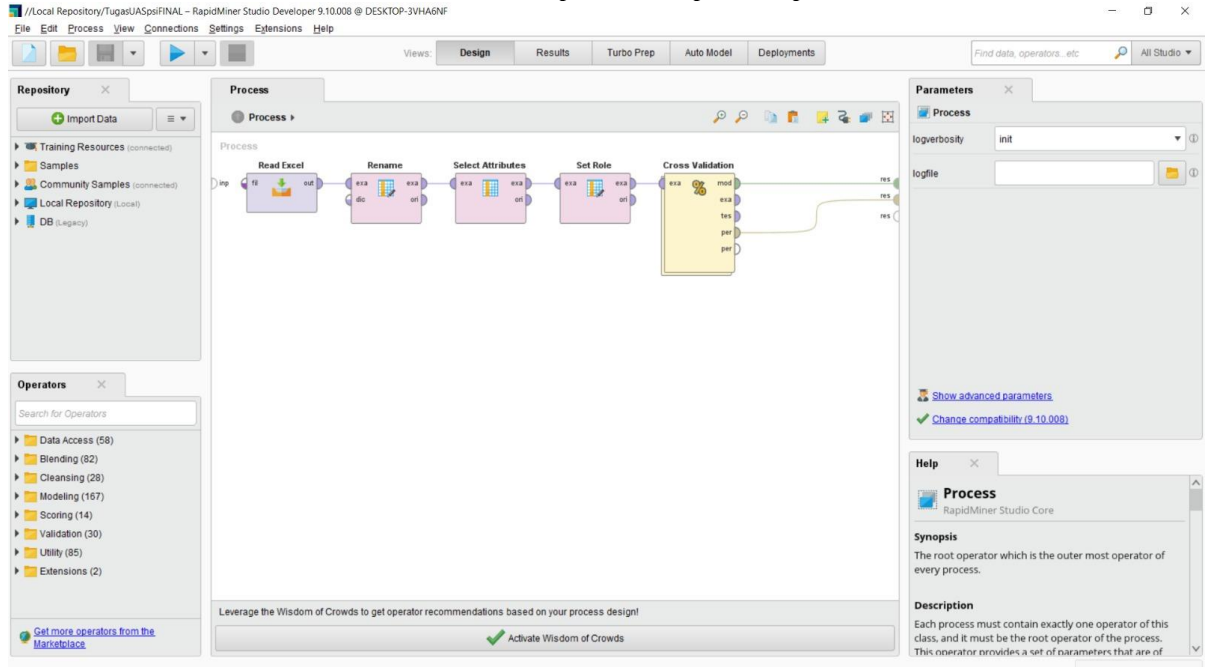 //Local Repository/TugasUASpsiFINAL – RapidMiner Studio Developer 9.10.008 @ DESKTOP-3VHA6NF
File Edit Process View Connections Settings Extensions Help
Views: Design Results Turbo Prep Auto Model Deployments
Find data, operators...etc All Studio
Repository
Import Data
Training Resources (connected)
Samples
Community Samples (connected)
Local Repository (Local)
DB (Legacy)
Operators
Search for Operators
Data Access (58)
Blending (82)
Cleansing (28)
Modeling (167)
Scoring (14)
Validation (30)
Utility (85)
Extensions (2)
Get more operators from the
Marketplace
Process
Process
Process
Read Excel Rename Select Attributes Set Role Cross Validation
inp fil out exa exa exa exa exa exa exa mod res
dic ori ori ori exa res
tes res
per
per
Leverage the Wisdom of Crowds to get operator recommendations based on your process design!
Activate Wisdom of Crowds
Parameters
Process
logverbosity init
logfile
Show advanced parameters
Change compatibility (9.10.008)
Help
Process
RapidMiner Studio Core
Synopsis
The root operator which is the outer most operator of
every process.
Description
Each process must contain exactly one operator of this
class, and it must be the root operator of the process.
This operator provides a set of parameters that are of